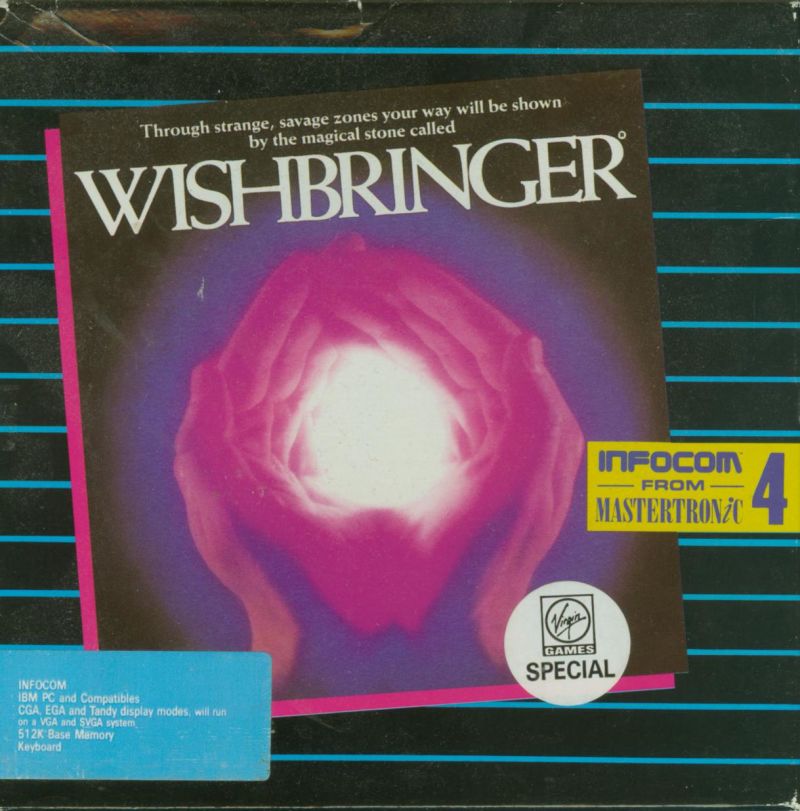 Through strange, savage zones your way will be shown
by the magical stone called
WISHBRINGER®
INFOCOM™
FROM
MASTERTRONiC
4
Virgin
GAMES
SPECIAL
INFOCOM
IBM PC and Compatibles
CGA, EGA and Tandy display modes, will run
on a VGA and SVGA system
512K Base Memory
Keyboard